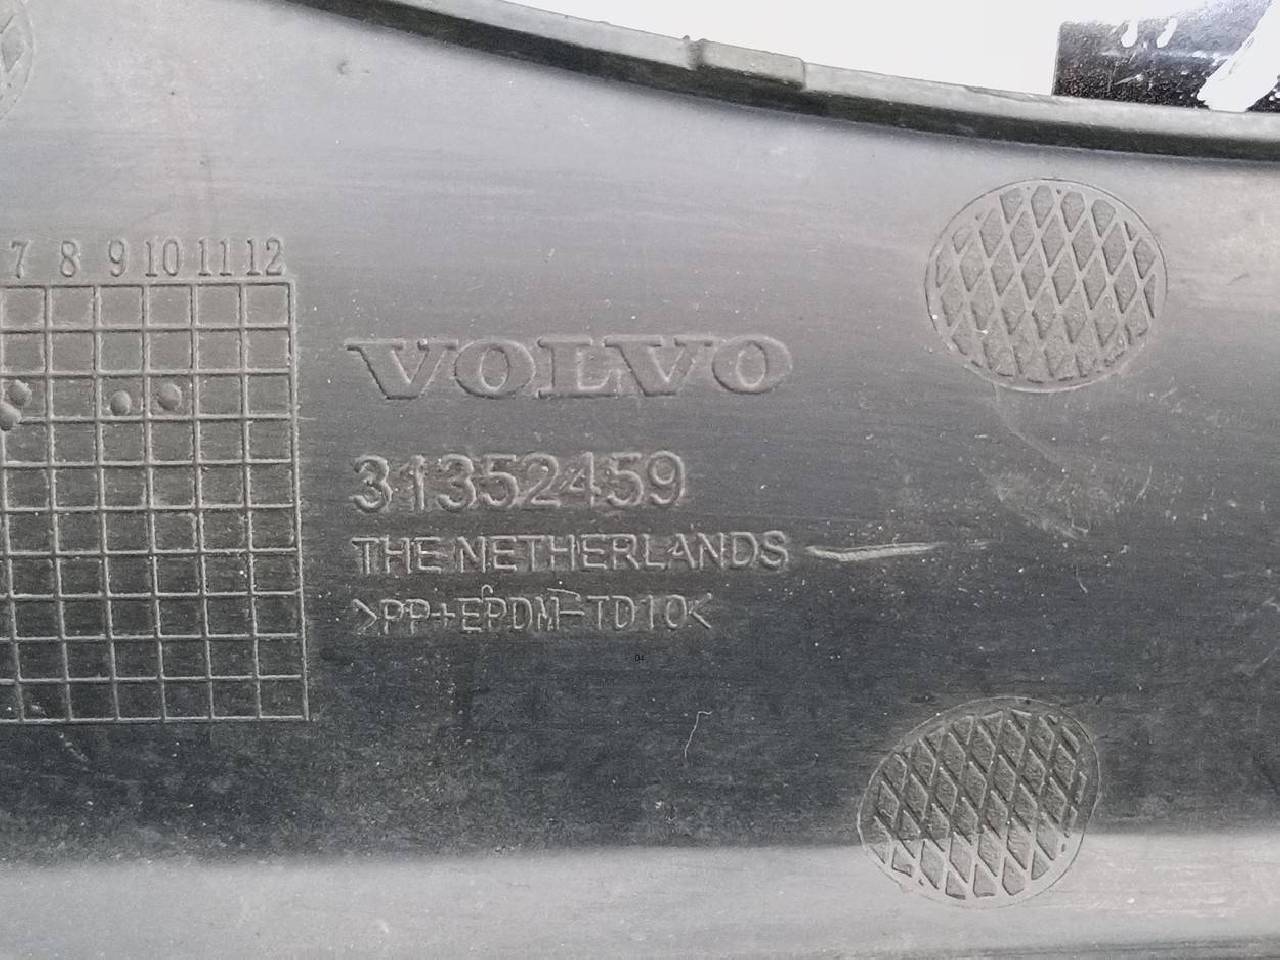 7 8 9 10 11 12
VOLVO
31352459
THE NETHERLANDS
>PP+EPDM-TD10<